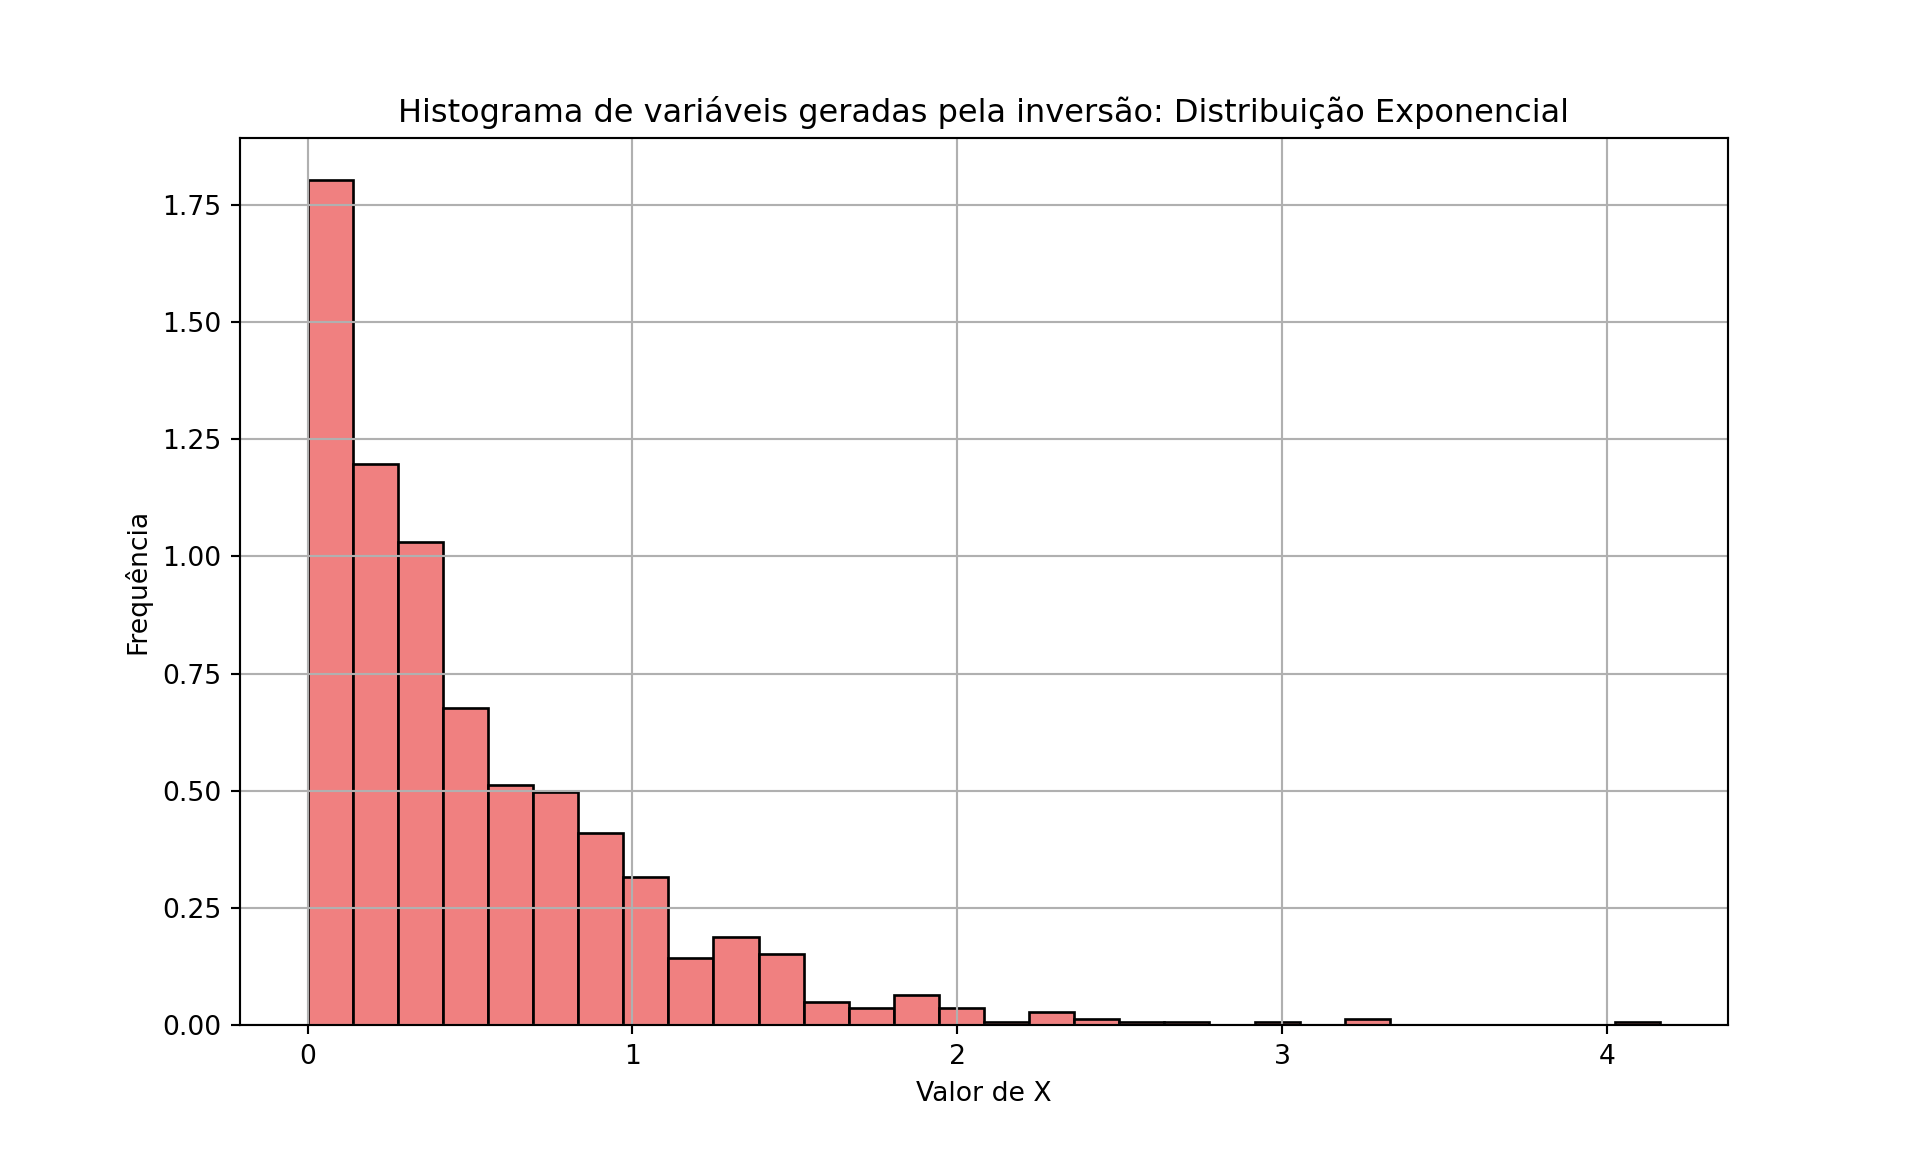 Histograma de variáveis geradas pela inversão: Distribuição Exponencial
Frequência
1.75
1.50
1.25
1.00
0.75
0.50
0.25
0.00
0 1 2 3 4
Valor de X